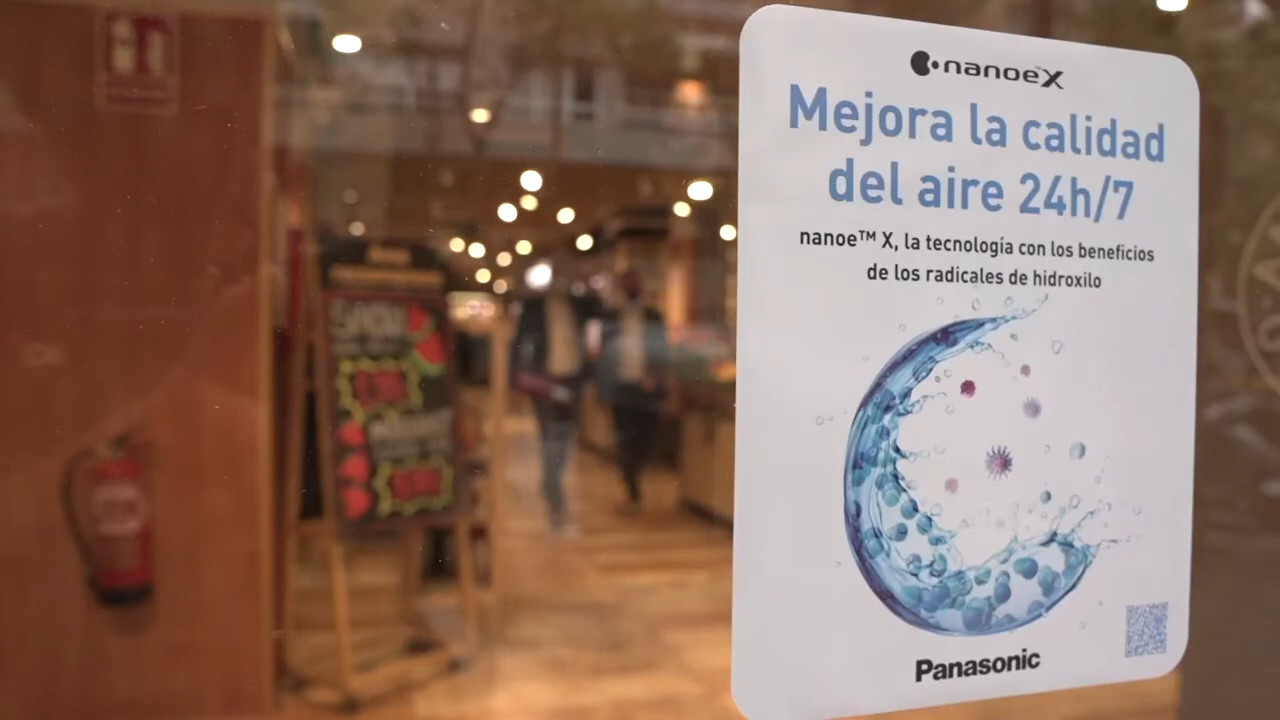 nanoe™X
Mejora la calidad
del aire 24h/7
nanoe™ X, la tecnología con los beneficios
de los radicales de hidroxilo
Panasonic